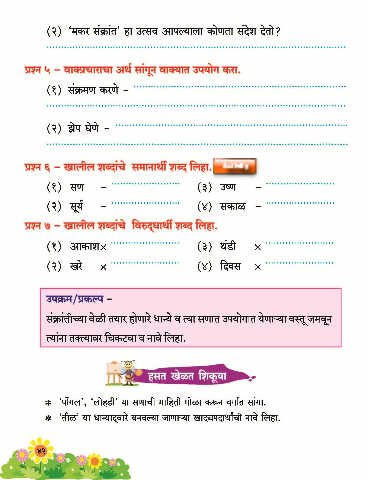 (२) ‘मकर संक्रांत’ हा उत्सव आपल्याला कोणता संदेश देतो?
प्रश्न ५ – वाक्प्रचाराचा अर्थ सांगून वाक्यात उपयोग करा.
(१) संक्रमण करणे –
(२) झेप घेणे –
प्रश्न ६ – खालील शब्दांचे समानार्थी शब्द लिहा.
(१) सण – (३) उष्ण –
(२) सूर्य – (४) सकाळ –
प्रश्न ७ – खालील शब्दांचे विरुद्धार्थी शब्द लिहा.
(१) आकाश× (३) थंडी ×
(२) खरे × (४) दिवस ×
उपक्रम/प्रकल्प –
संक्रांतीच्या वेळी तयार होणारे धान्ये व त्या सणात उपयोगात येणाऱ्या वस्तू जमवून
त्यांना तक्त्यावर चिकटवा व नावे लिहा.
हसत खेळत शिकूया
* ‘पोंगल’, ‘लोहडी’ या सणाची माहिती गोळा करून वर्गात सांगा.
* ‘तीळ’ या धान्याद्वारे बनवल्या जाणाऱ्या खाद्यपदार्थांची नावे लिहा.